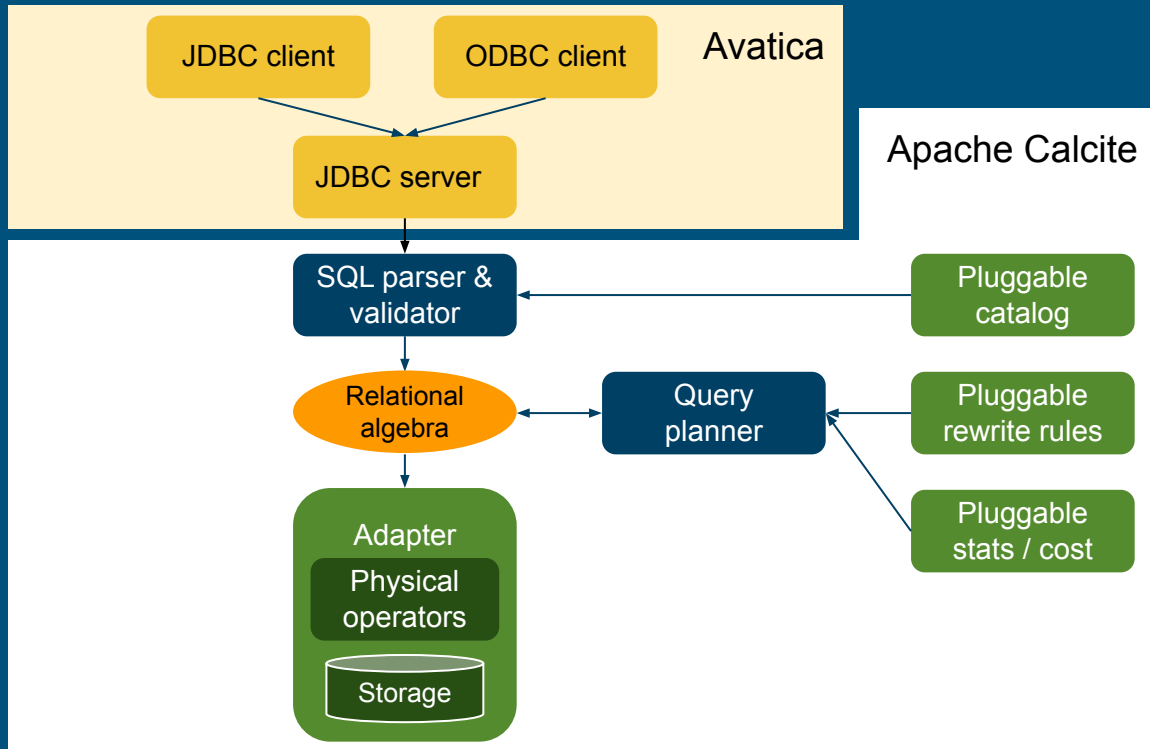 JDBC client
ODBC client
Avatica
JDBC server
Apache Calcite
SQL parser &
validator
Pluggable
catalog
Relational
algebra
Query
planner
Pluggable
rewrite rules
Adapter
Physical
operators
Storage
Pluggable
stats / cost